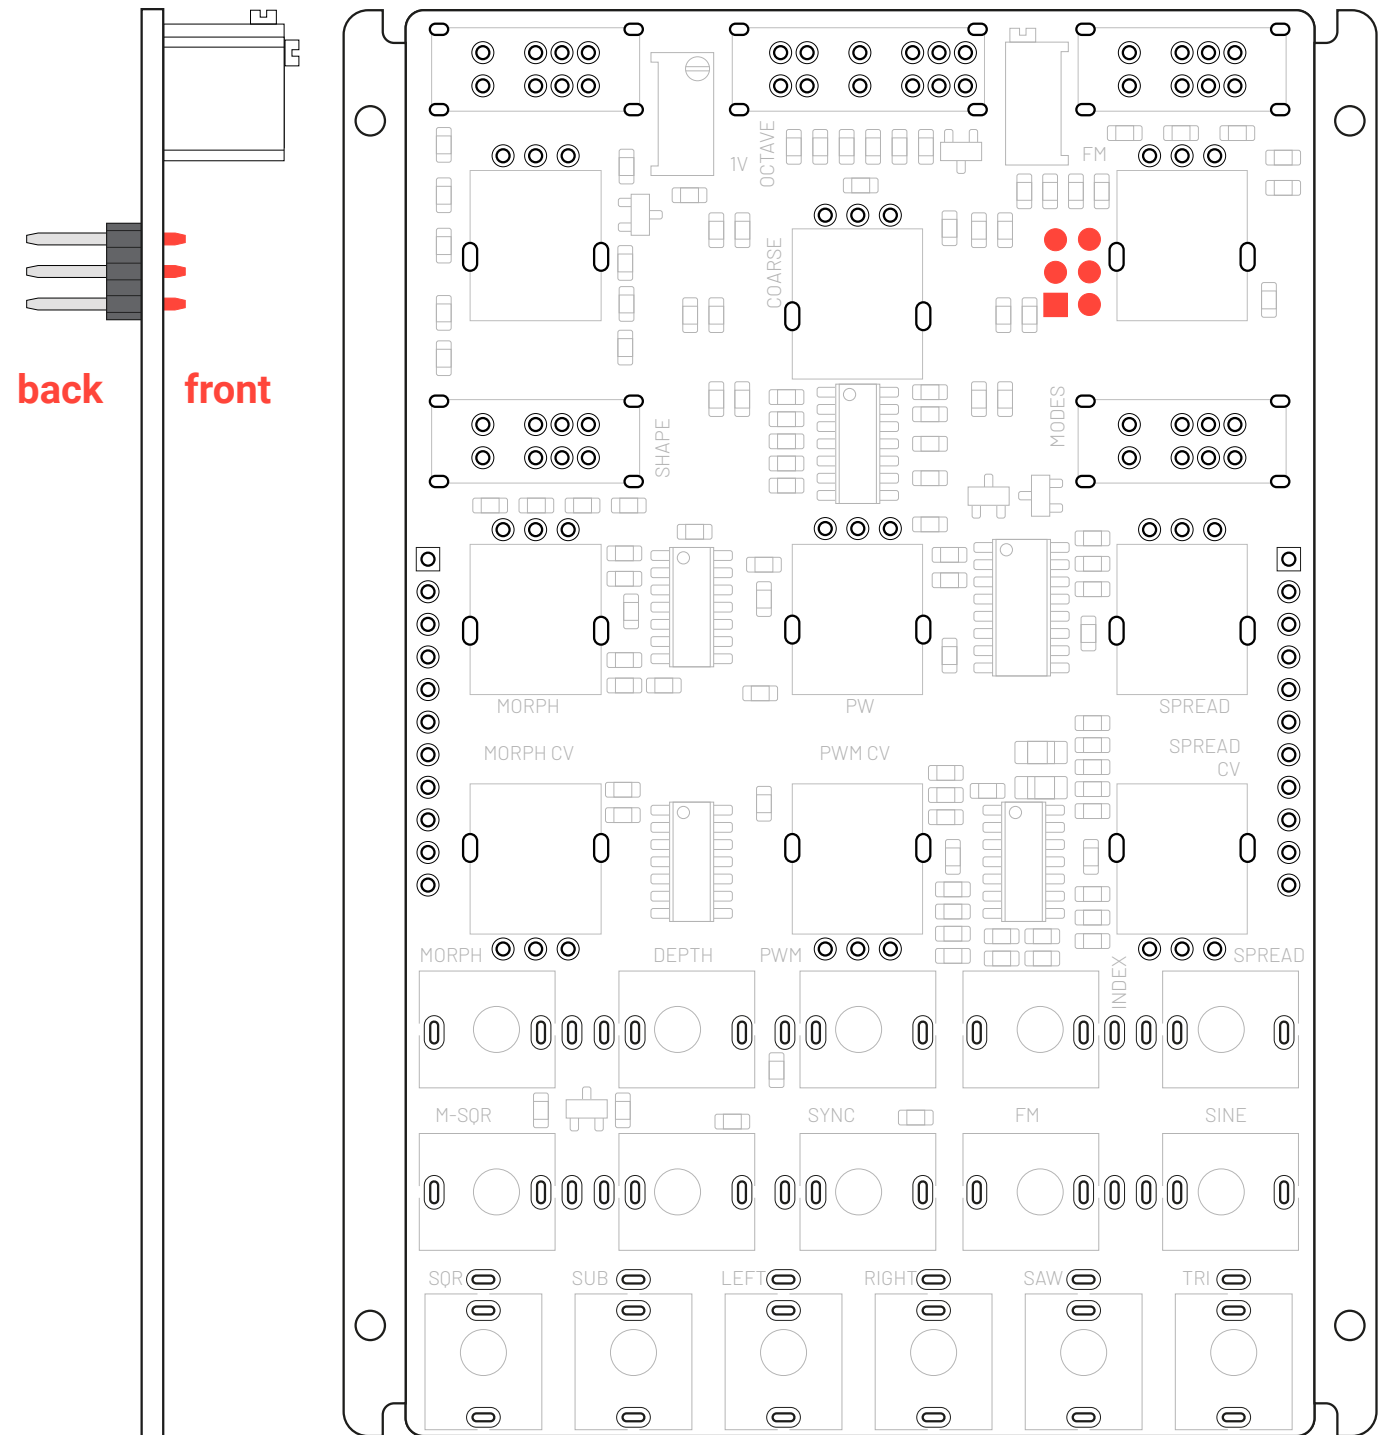 1V
OCTAVE
FM
COARSE
back
front
SHAPE
MODES
MORPH
PW
SPREAD
MORPH CV
PWM CV
SPREAD
CV
MORPH
DEPTH
PWM
INDEX
SPREAD
M-SQR
SYNC
FM
SINE
SQR
SUB
LEFT
RIGHT
SAW
TRI